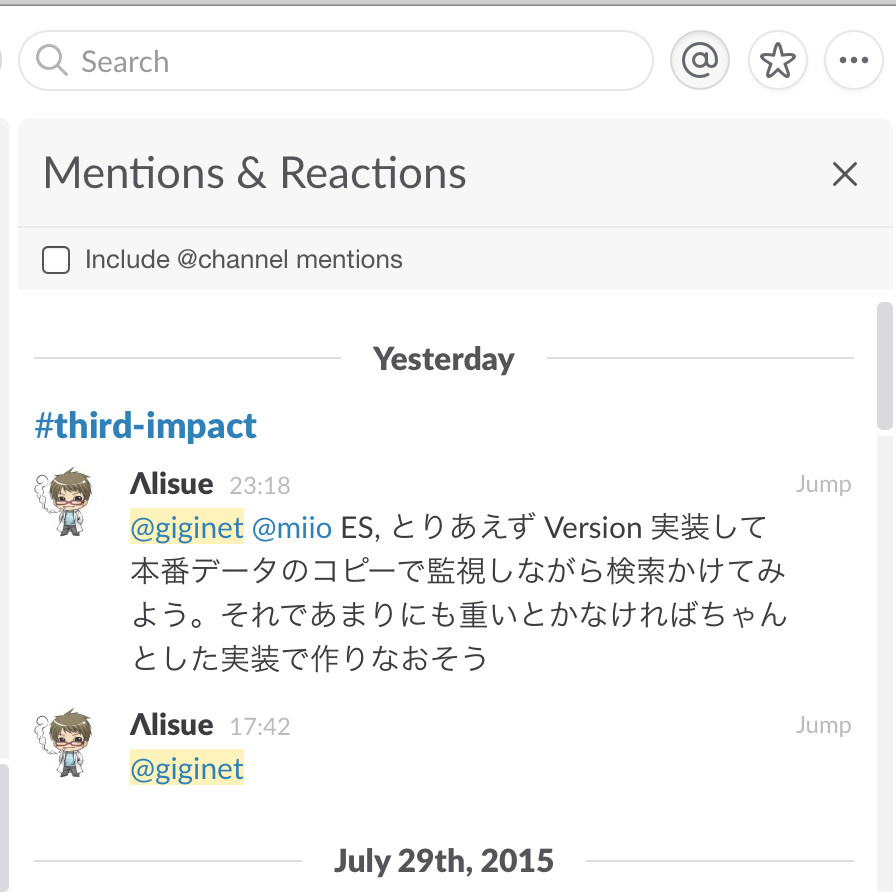 Search
Mentions & Reactions
Include @channel mentions
Yesterday
#third-impact
Λlisue 23:18 Jump
@giginet @miio ES, とりあえず Version 実装して
本番データのコピーで監視しながら検索かけてみ
よう。それであまりにも重いとかなければちゃん
とした実装で作りなおそう
Λlisue 17:42 Jump
@giginet
July 29th, 2015